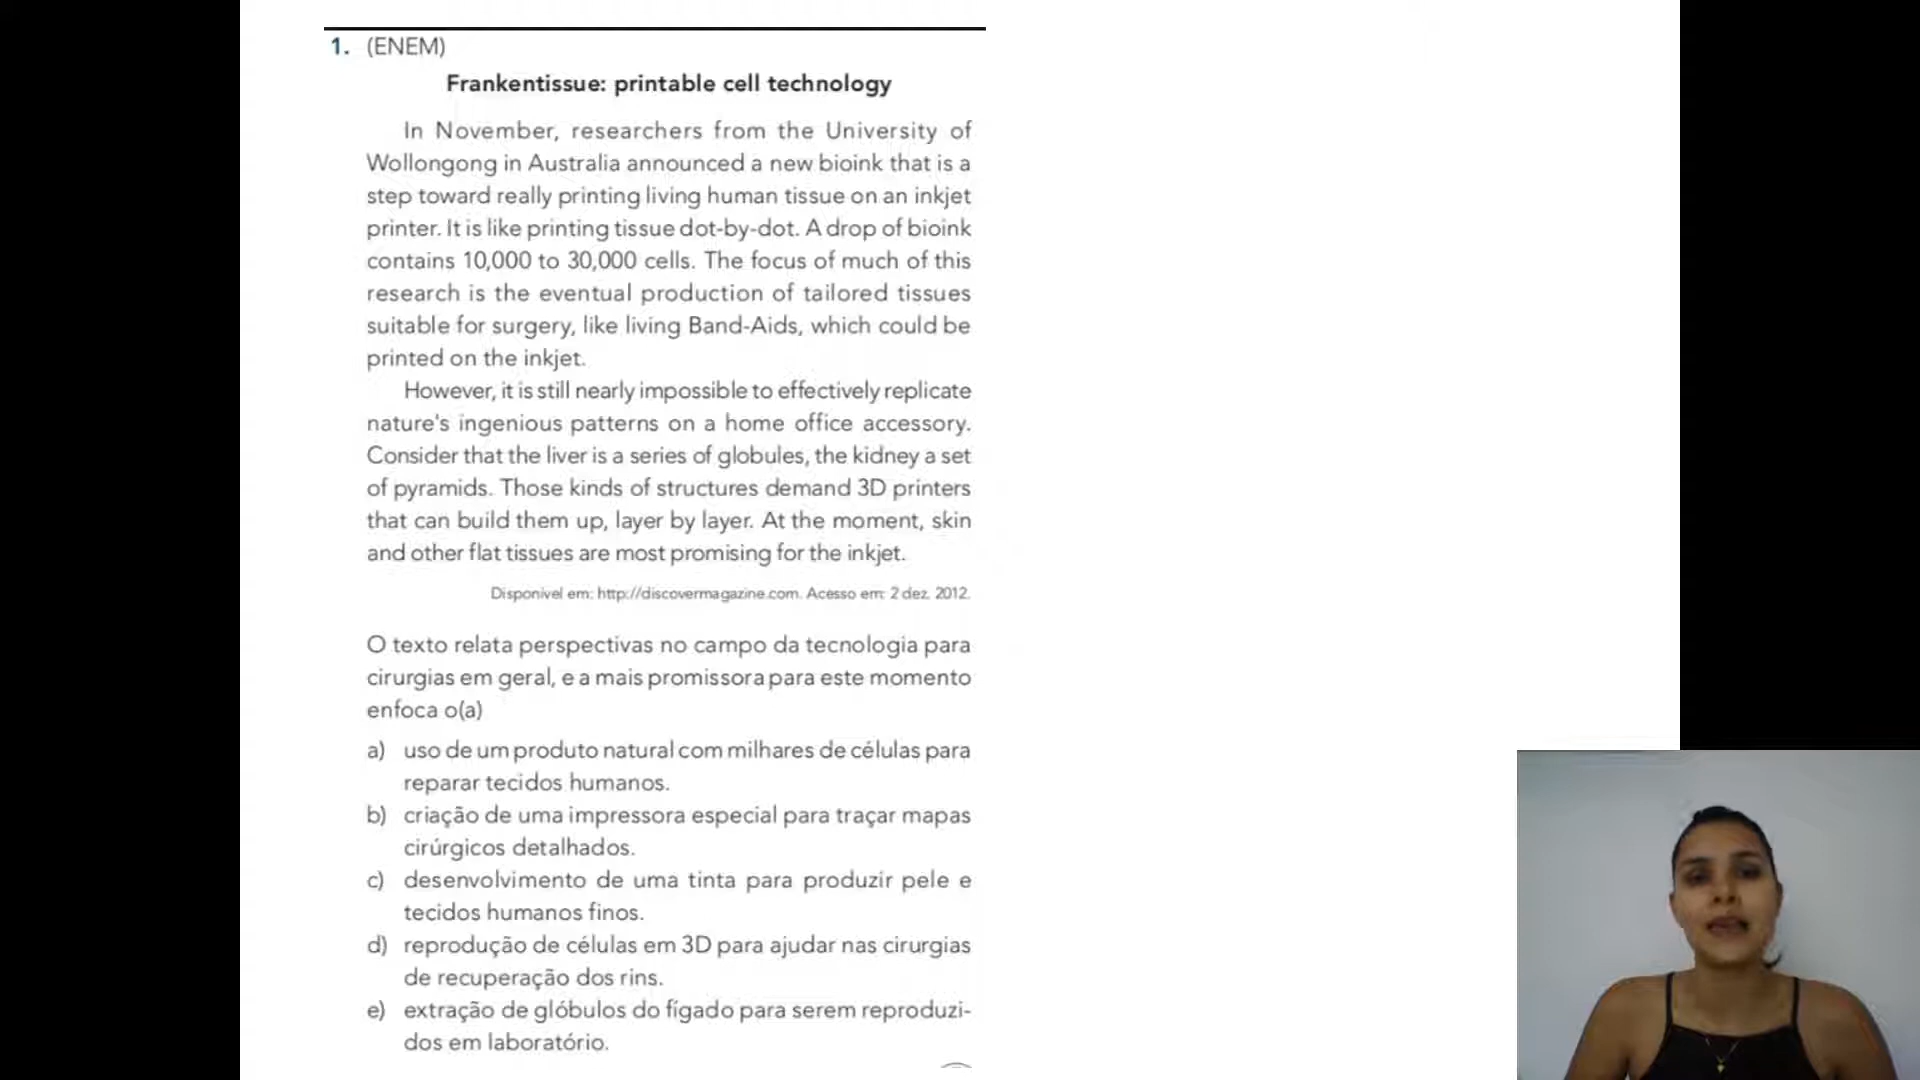 1. (ENEM)
Frankentissue: printable cell technology
In November, researchers from the University of
Wollongong in Australia announced a new bioink that is a
step toward really printing living human tissue on an inkjet
printer. It is like printing tissue dot-by-dot. A drop of bioink
contains 10,000 to 30,000 cells. The focus of much of this
research is the eventual production of tailored tissues
suitable for surgery, like living Band-Aids, which could be
printed on the inkjet.
However, it is still nearly impossible to effectively replicate
nature's ingenious patterns on a home office accessory.
Consider that the liver is a series of globules, the kidney a set
of pyramids. Those kinds of structures demand 3D printers
that can build them up, layer by layer. At the moment, skin
and other flat tissues are most promising for the inkjet.
Disponível em: http://discovermagazine.com. Acesso em: 2 dez. 2012.
O texto relata perspectivas no campo da tecnologia para
cirurgias em geral, e a mais promissora para este momento
enfoca o(a)
a) uso de um produto natural com milhares de células para
reparar tecidos humanos.
b) criação de uma impressora especial para traçar mapas
cirúrgicos detalhados.
c) desenvolvimento de uma tinta para produzir pele e
tecidos humanos finos.
d) reprodução de células em 3D para ajudar nas cirurgias
de recuperação dos rins.
e) extração de glóbulos do fígado para serem reproduzi-
dos em laboratório.